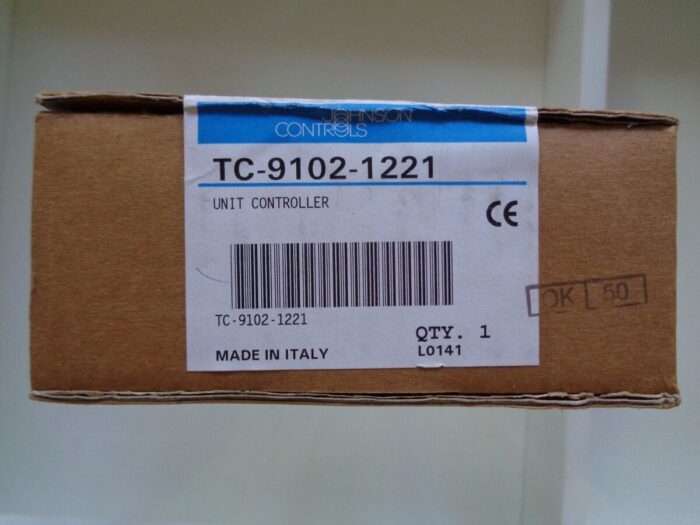 JOHNSON
CONTROLS
TC-9102-1221
UNIT CONTROLLER
CE
OK 50
TC-9102-1221
QTY. 1
MADE IN ITALY
L0141